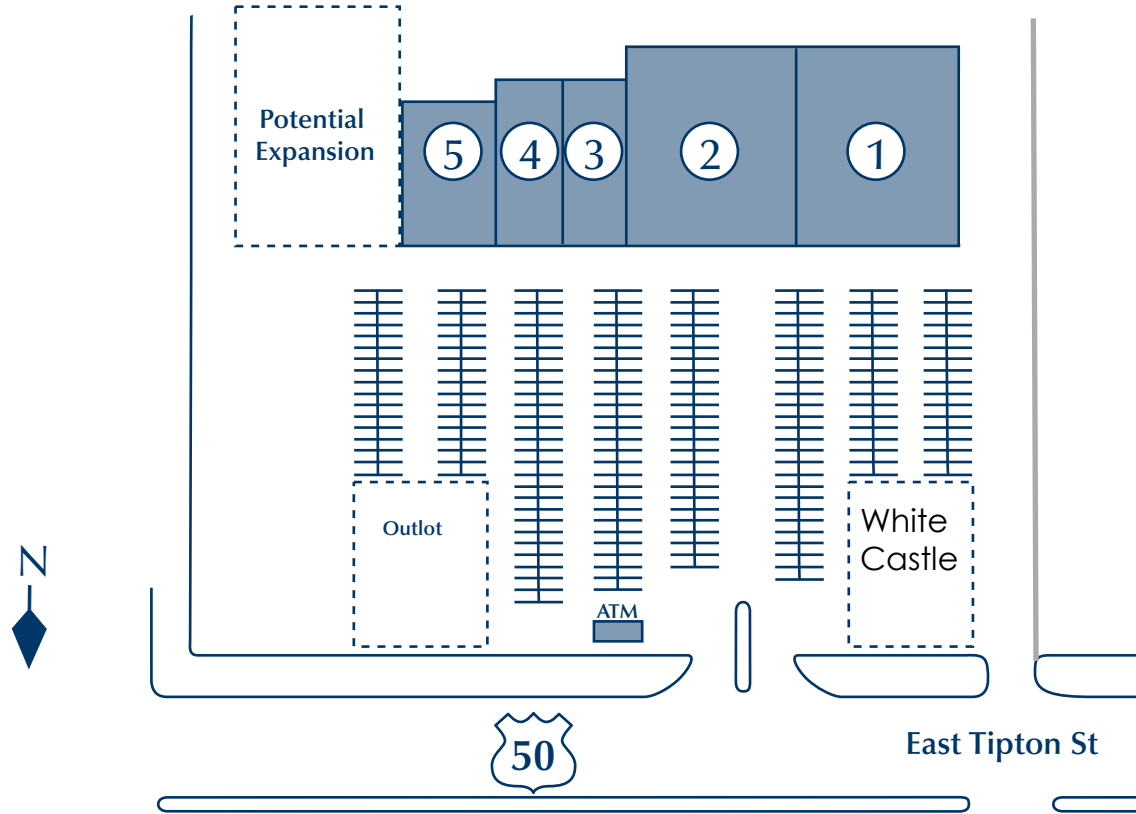 Potential
Expansion
5
4
3
2
1
White
Castle
Outlot
N
ATM
50
East Tipton St